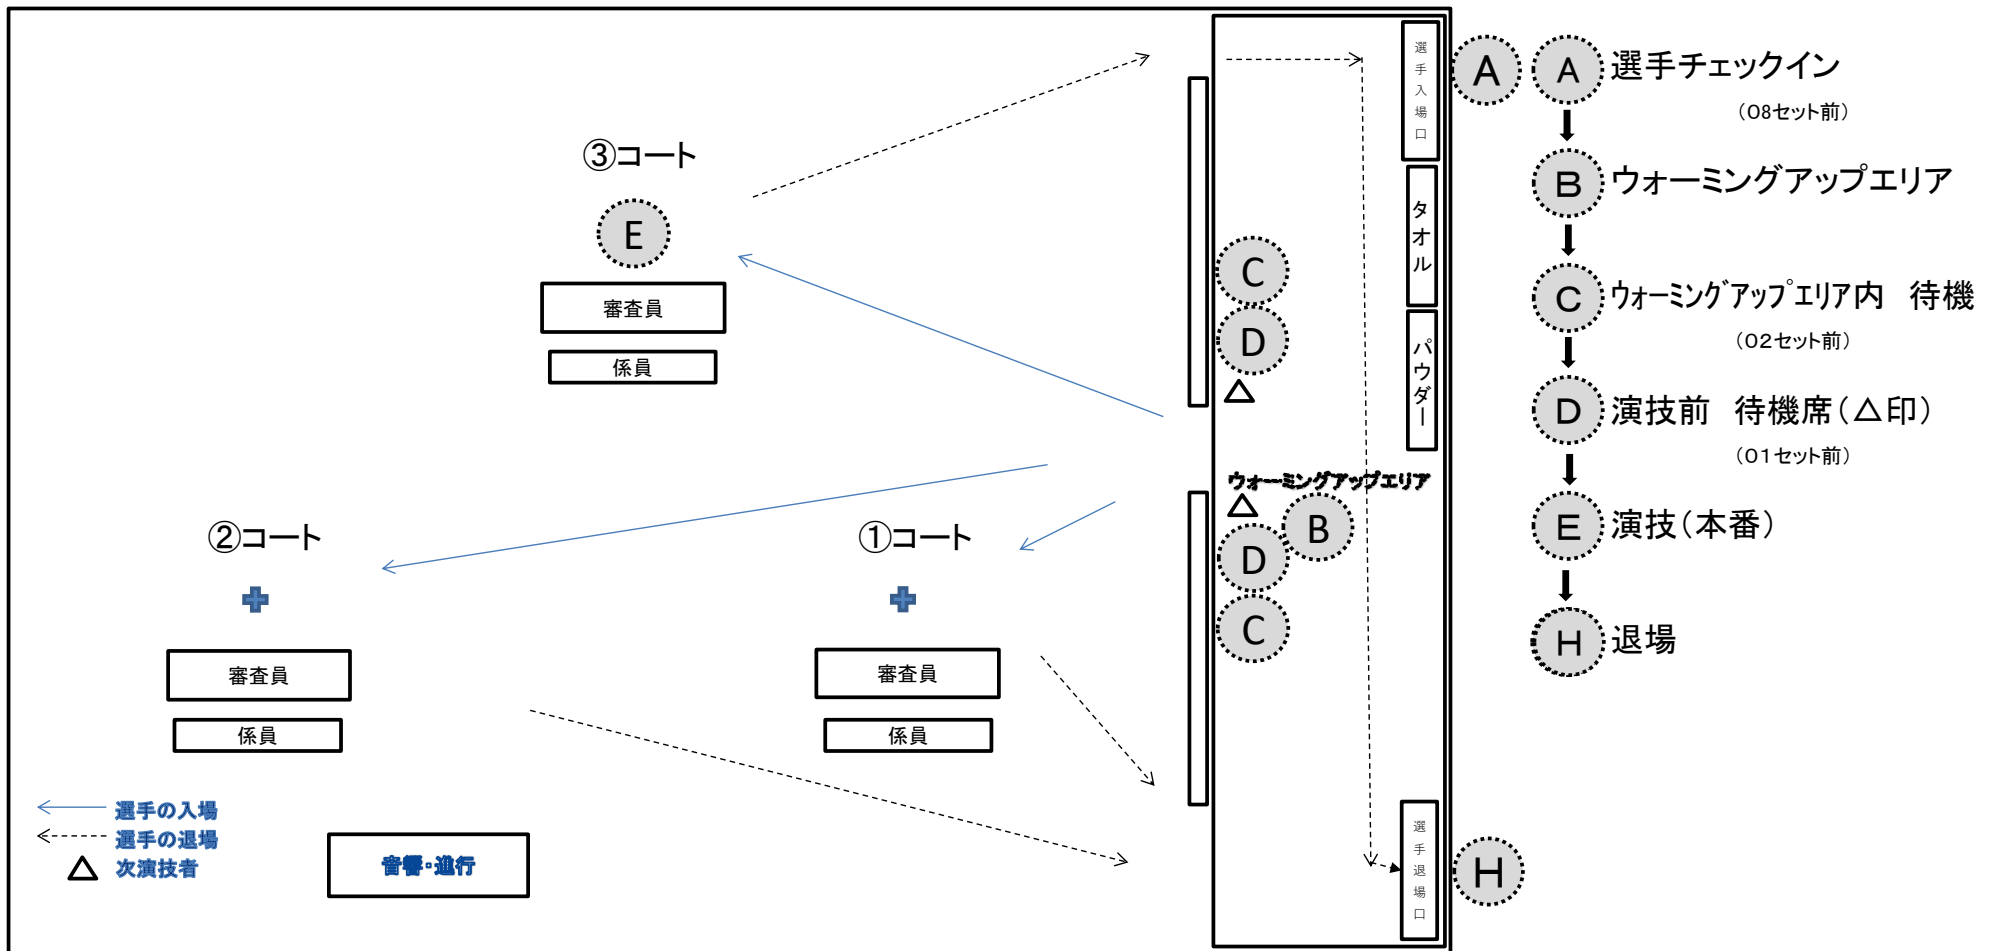 ③コート
E
審査員
係員
②コート
審査員
係員
①コート
審査員
係員
選手の入場
選手の退場
△ 次演技者
音響・進行
選手入場口
タオル
パウダー
C
D
△
ウォーミングアップエリア
△
B
D
C
選手退場口
A
H
A 選手チェックイン
（０８セット前）
B ウォーミングアップエリア
C ウォーミングアップエリア内　待機
（０２セット前）
D 演技前　待機席（△印）
（０１セット前）
E 演技（本番）
H 退場